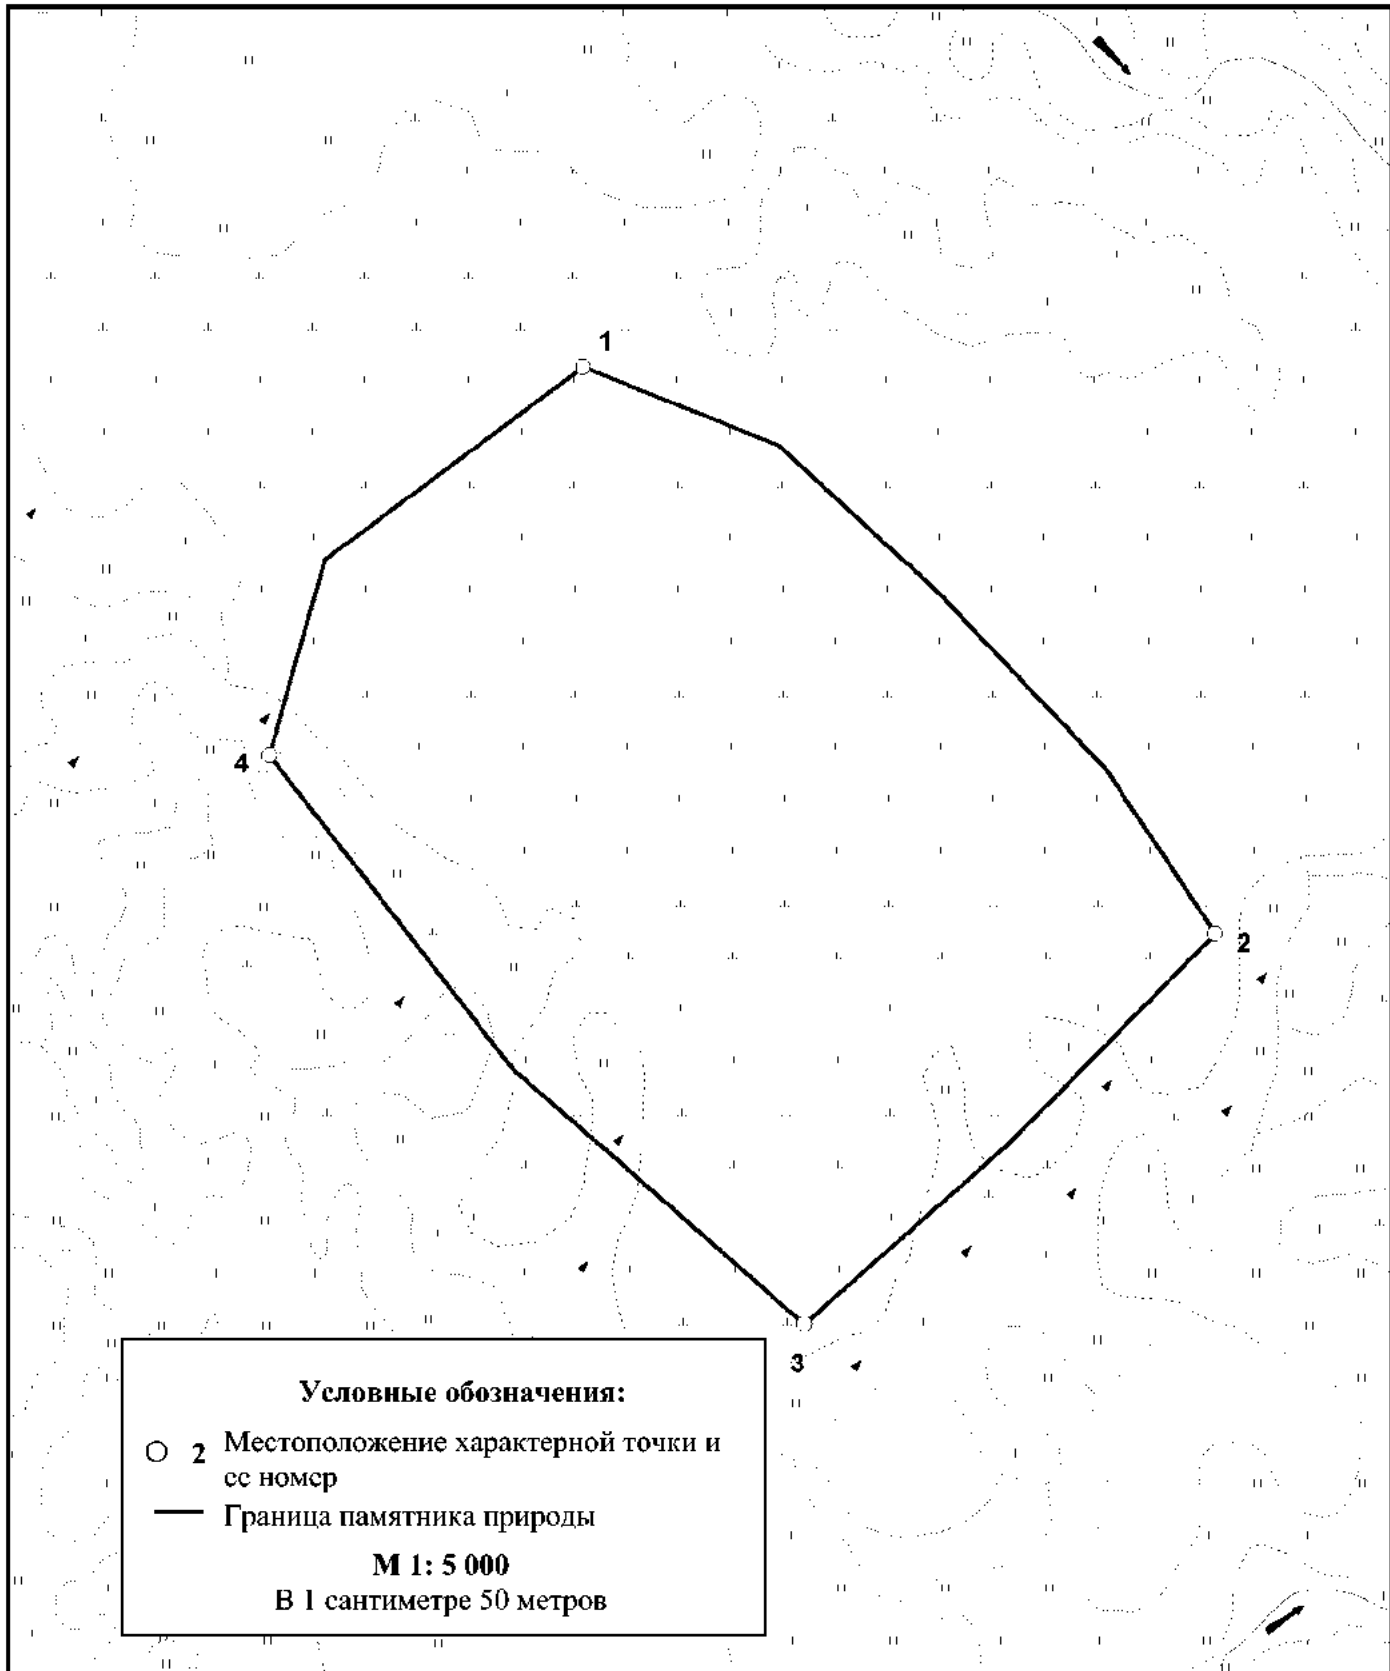 1
4
2
3
Условные обозначения:
2 Местоположение характерной точки и
ее номер
Граница памятника природы
М 1: 5 000
В 1 сантиметре 50 метров